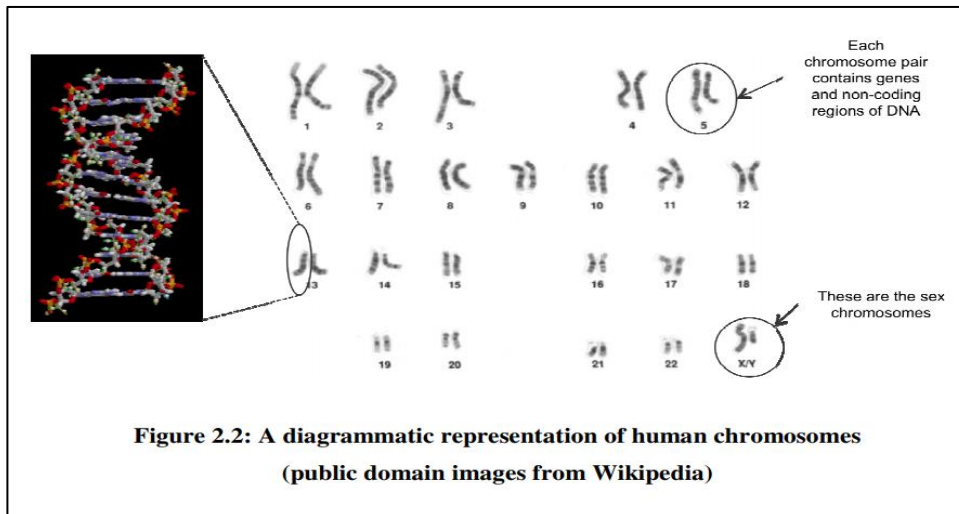 Each
chromosome pair
contains genes
and non-coding
regions of DNA
1 2 3 4 5
6 7 8 9 10 11 12
13 14 15 16 17 18
These are the sex
chromosomes
19 20 21 22 X/Y
Figure 2.2: A diagrammatic representation of human chromosomes
(public domain images from Wikipedia)